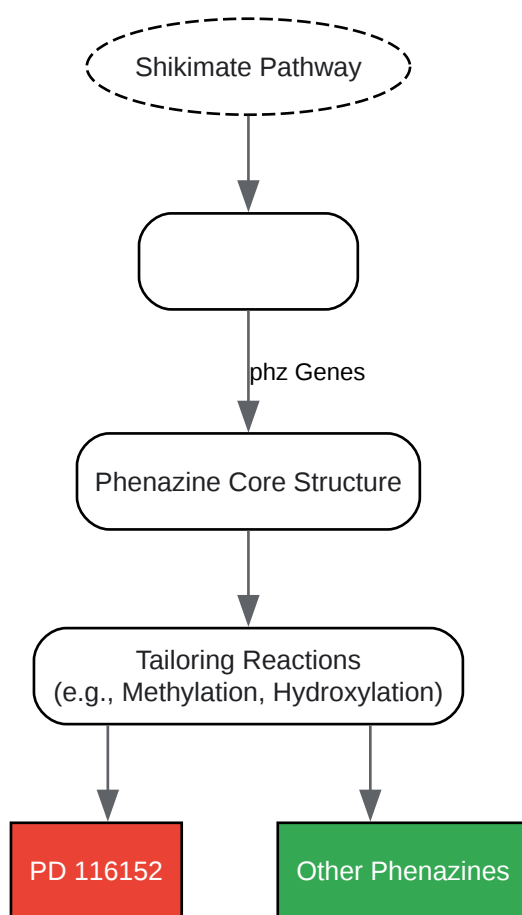 Shikimate Pathway
phz Genes
Phenazine Core Structure
Tailoring Reactions
(e.g., Methylation, Hydroxylation)
PD 116152
Other Phenazines